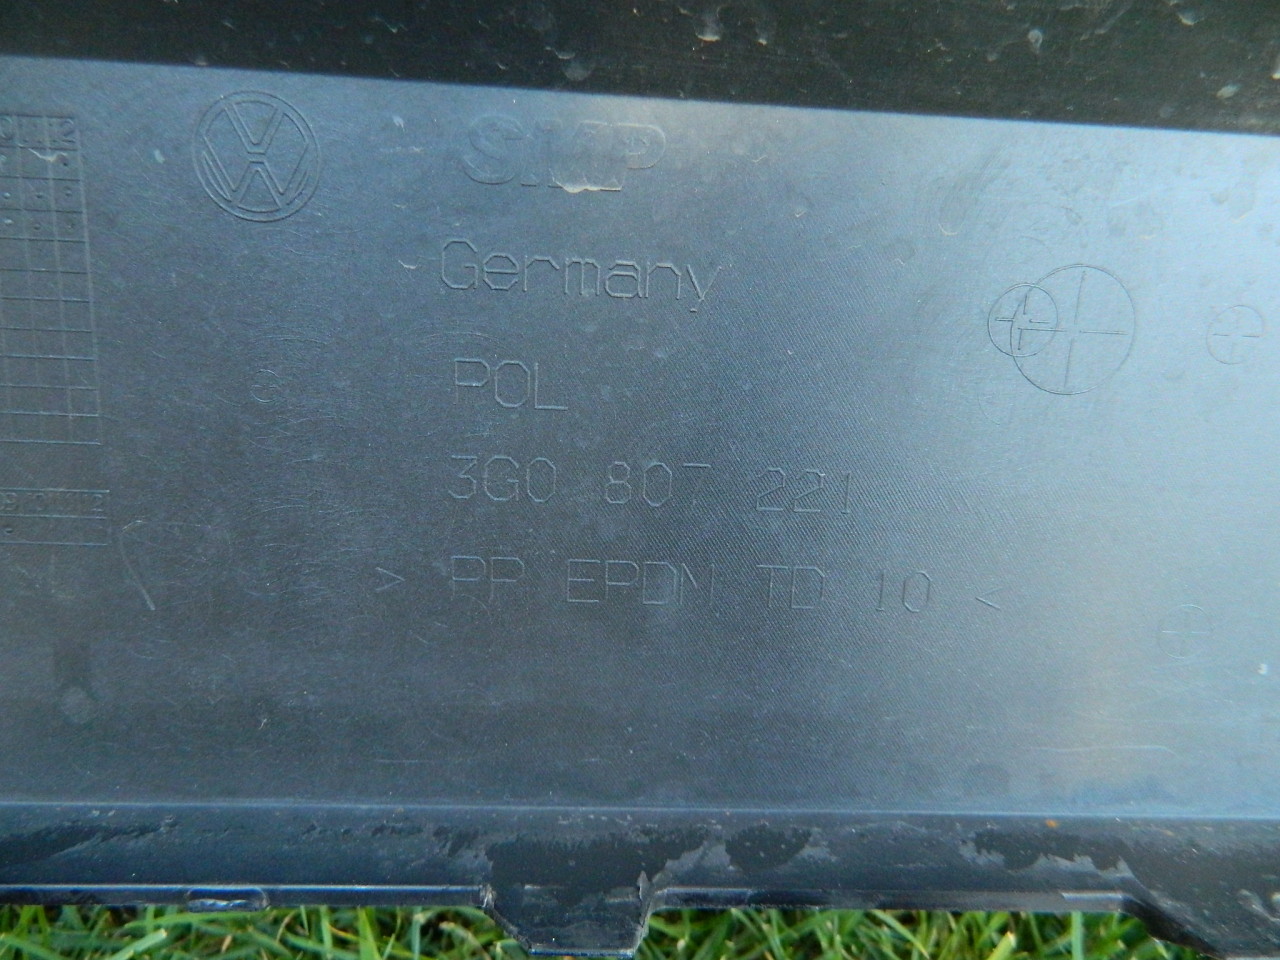 SMP
Germany
POL
3G0 807 221
> PP EPDM TD 10 <